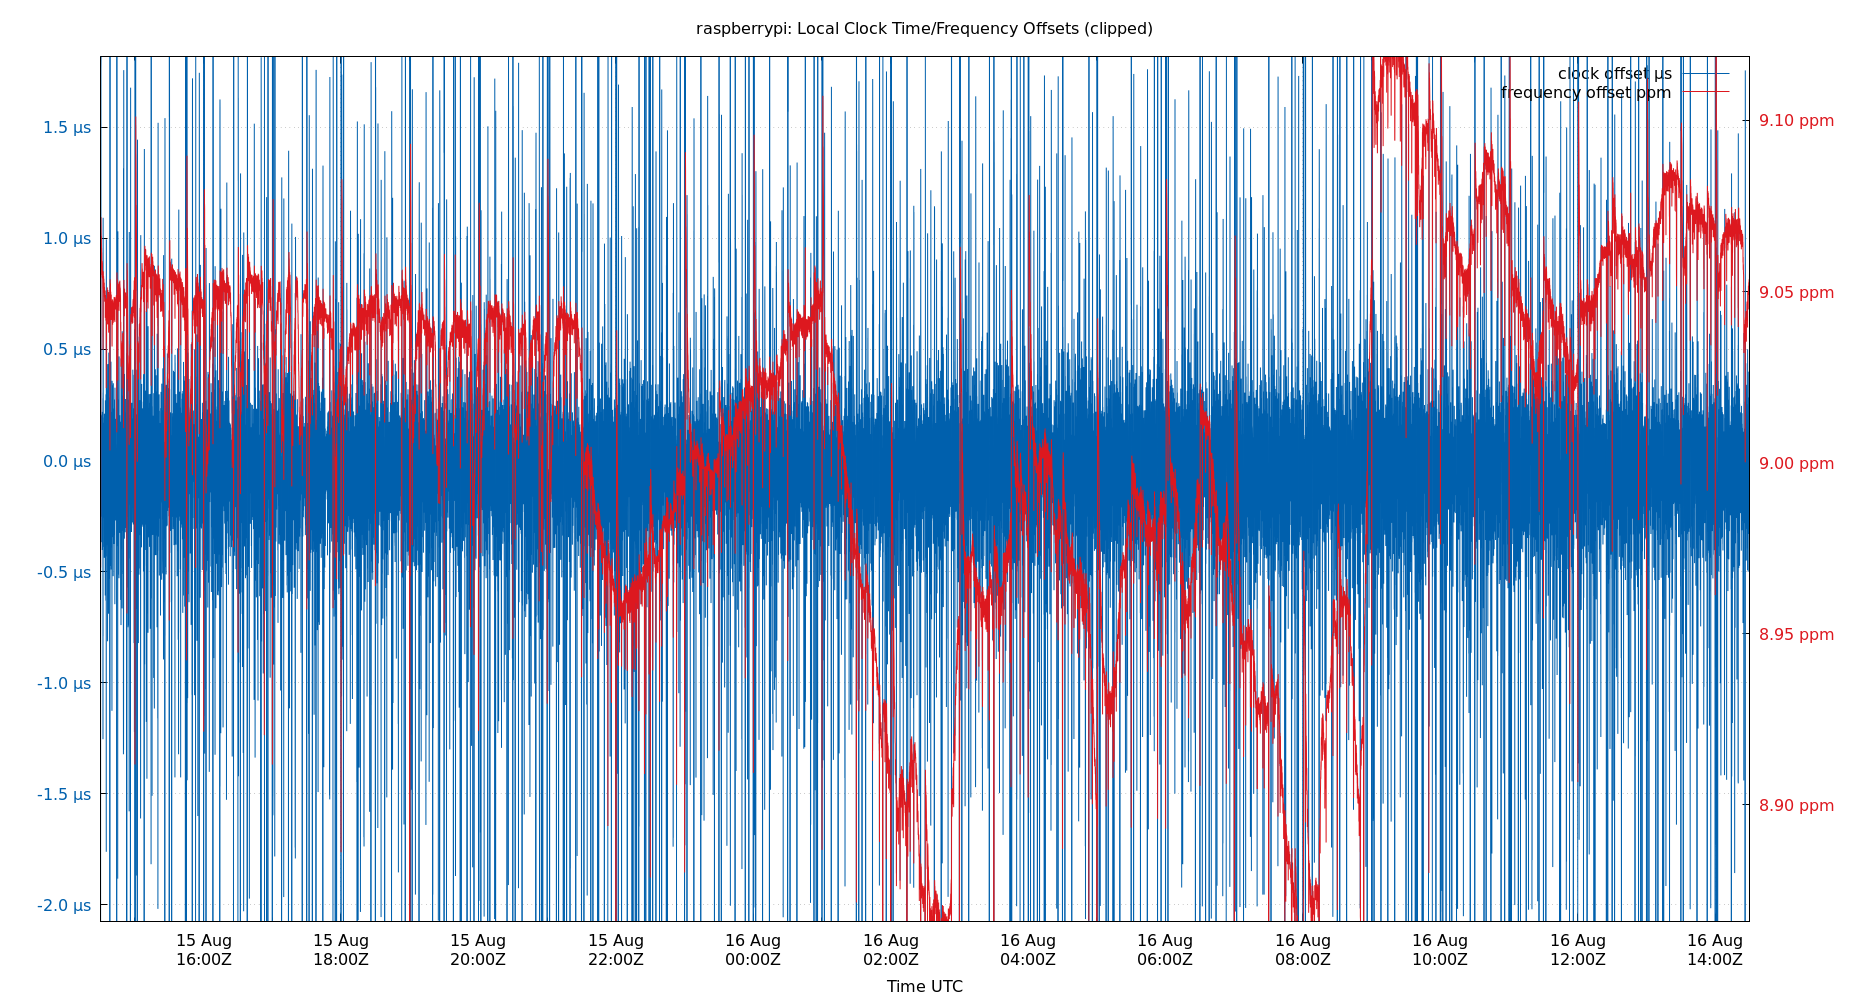 raspberrypi: Local Clock Time/Frequency Offsets (clipped)
clock offset µs
frequency offset ppm
1.5 µs
1.0 µs
0.5 µs
0.0 µs
-0.5 µs
-1.0 µs
-1.5 µs
-2.0 µs
9.10 ppm
9.05 ppm
9.00 ppm
8.95 ppm
8.90 ppm
15 Aug 15 Aug 15 Aug 15 Aug 16 Aug 16 Aug 16 Aug 16 Aug 16 Aug 16 Aug 16 Aug 16 Aug
16:00Z 18:00Z 20:00Z 22:00Z 00:00Z 02:00Z 04:00Z 06:00Z 08:00Z 10:00Z 12:00Z 14:00Z
Time UTC